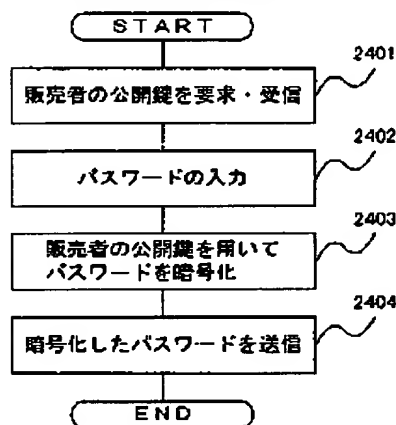 START
2401
販売者の公開鍵を要求・受信
2402
パスワードの入力
2403
販売者の公開鍵を用いて
パスワードを暗号化
2404
暗号化したパスワードを送信
END